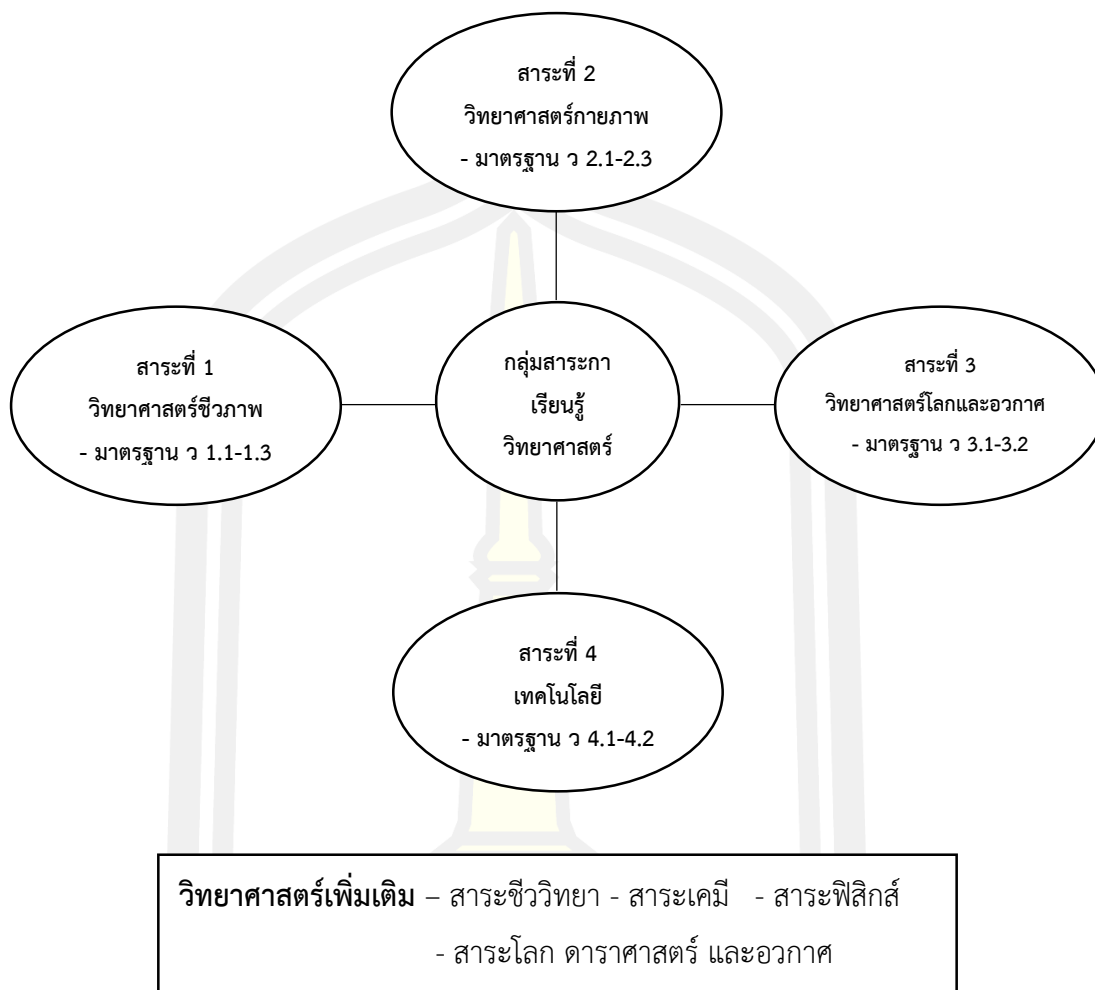 สาระที่ 2
วิทยาศาสตร์กายภาพ
- มาตรฐาน ว 2.1-2.3
สาระที่ 1
วิทยาศาสตร์ชีวภาพ
- มาตรฐาน ว 1.1-1.3
กลุ่มสาระกา
เรียนรู้
วิทยาศาสตร์
สาระที่ 3
วิทยาศาสตร์โลกและอวกาศ
- มาตรฐาน ว 3.1-3.2
สาระที่ 4
เทคโนโลยี
- มาตรฐาน ว 4.1-4.2
วิทยาศาสตร์เพิ่มเติม – สาระชีววิทยา - สาระเคมี - สาระฟิสิกส์
- สาระโลก ดาราศาสตร์ และอวกาศ